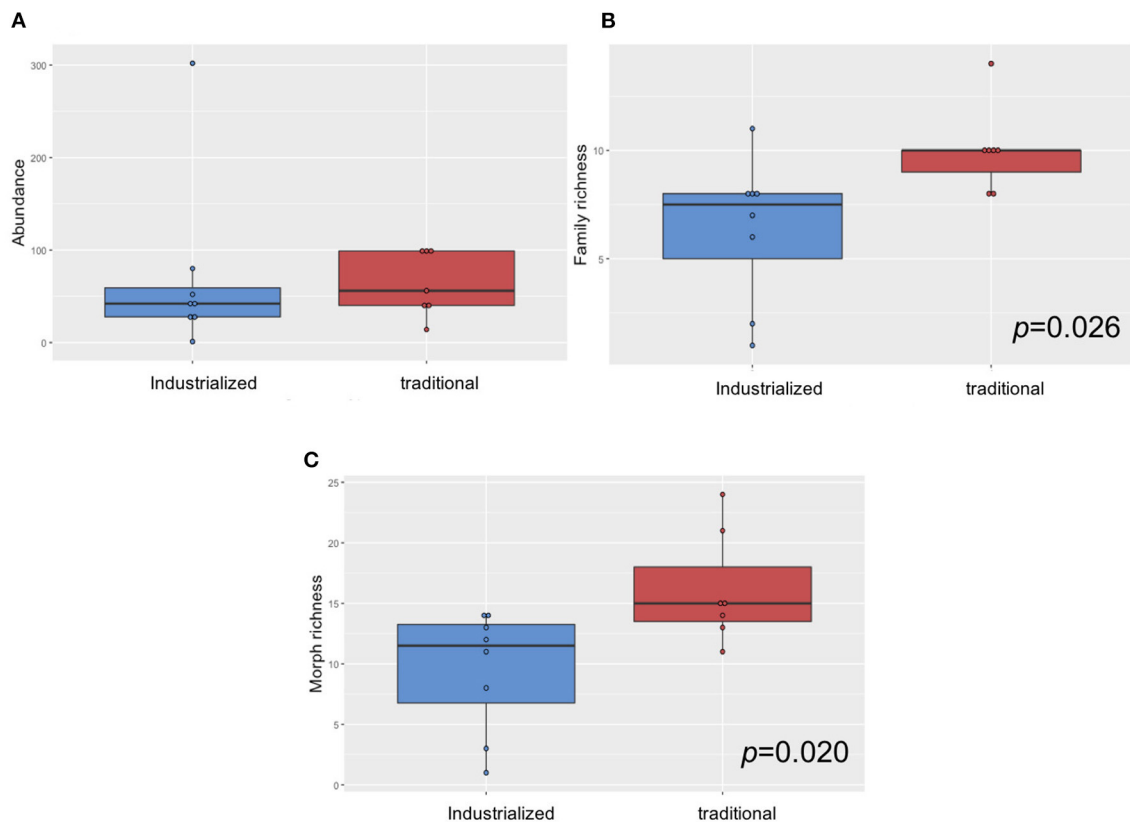 A
300
200
100
0
Abundance
Industrialized
traditional
B
10
5
Family richness
p=0.026
Industrialized
traditional
C
25
20
15
10
5
0
Morph richness
p=0.020
Industrialized
traditional